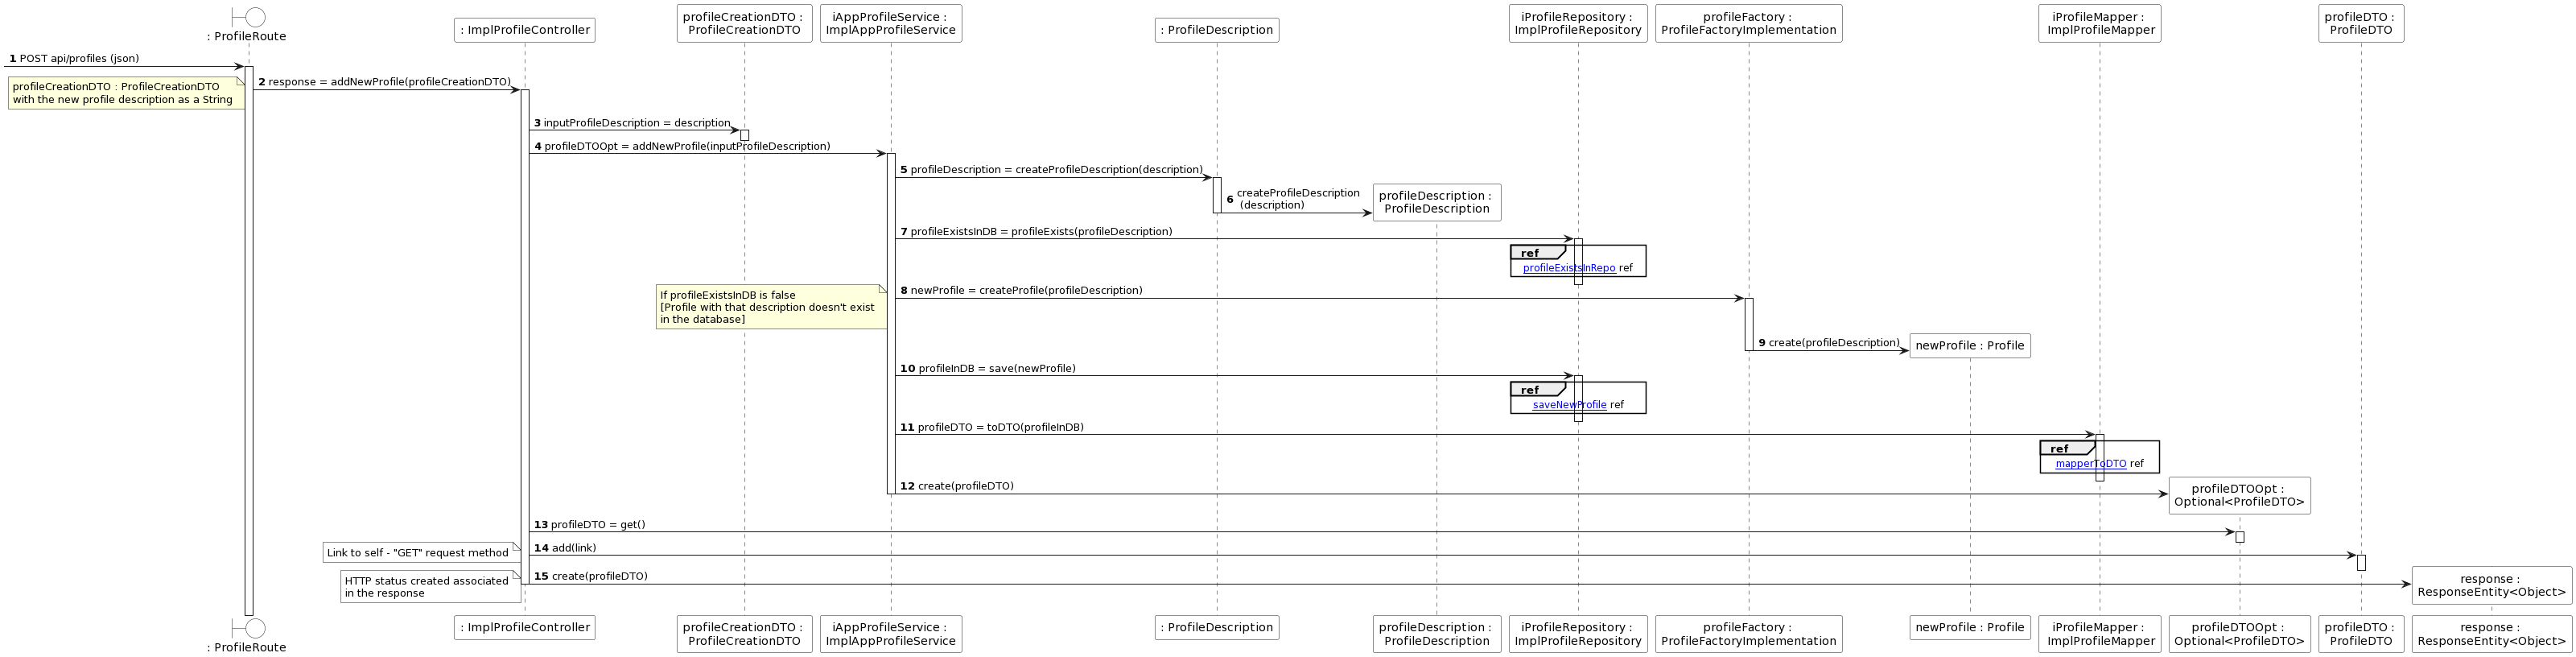 : ProfileRoute
: ImplProfileController
profileCreationDTO :
ProfileCreationDTO
iAppProfileService :
ImplAppProfileService
: ProfileDescription
iProfileRepository :
ImplProfileRepository
profileFactory :
ProfileFactoryImplementation
iProfileMapper :
ImplProfileMapper
profileDTO :
ProfileDTO
1 POST api/profiles (json)
profileCreationDTO : ProfileCreationDTO
with the new profile description as a String
2 response = addNewProfile(profileCreationDTO)
3 inputProfileDescription = description
4 profileDTOOpt = addNewProfile(inputProfileDescription)
5 profileDescription = createProfileDescription(description)
6 createProfileDescription
(description)
profileDescription :
ProfileDescription
7 profileExistsInDB = profileExists(profileDescription)
ref
profileExistsInRepo ref
If profileExistsInDB is false
[Profile with that description doesn't exist
in the database]
8 newProfile = createProfile(profileDescription)
9 create(profileDescription)
newProfile : Profile
10 profileInDB = save(newProfile)
ref
saveNewProfile ref
11 profileDTO = toDTO(profileInDB)
ref
mapperToDTO ref
12 create(profileDTO)
profileDTOOpt :
Optional<ProfileDTO>
13 profileDTO = get()
Link to self - "GET" request method
14 add(link)
HTTP status created associated
in the response
15 create(profileDTO)
response :
ResponseEntity<Object>
: ProfileRoute
: ImplProfileController
profileCreationDTO :
ProfileCreationDTO
iAppProfileService :
ImplAppProfileService
: ProfileDescription
profileDescription :
ProfileDescription
iProfileRepository :
ImplProfileRepository
profileFactory :
ProfileFactoryImplementation
newProfile : Profile
iProfileMapper :
ImplProfileMapper
profileDTOOpt :
Optional<ProfileDTO>
profileDTO :
ProfileDTO
response :
ResponseEntity<Object>